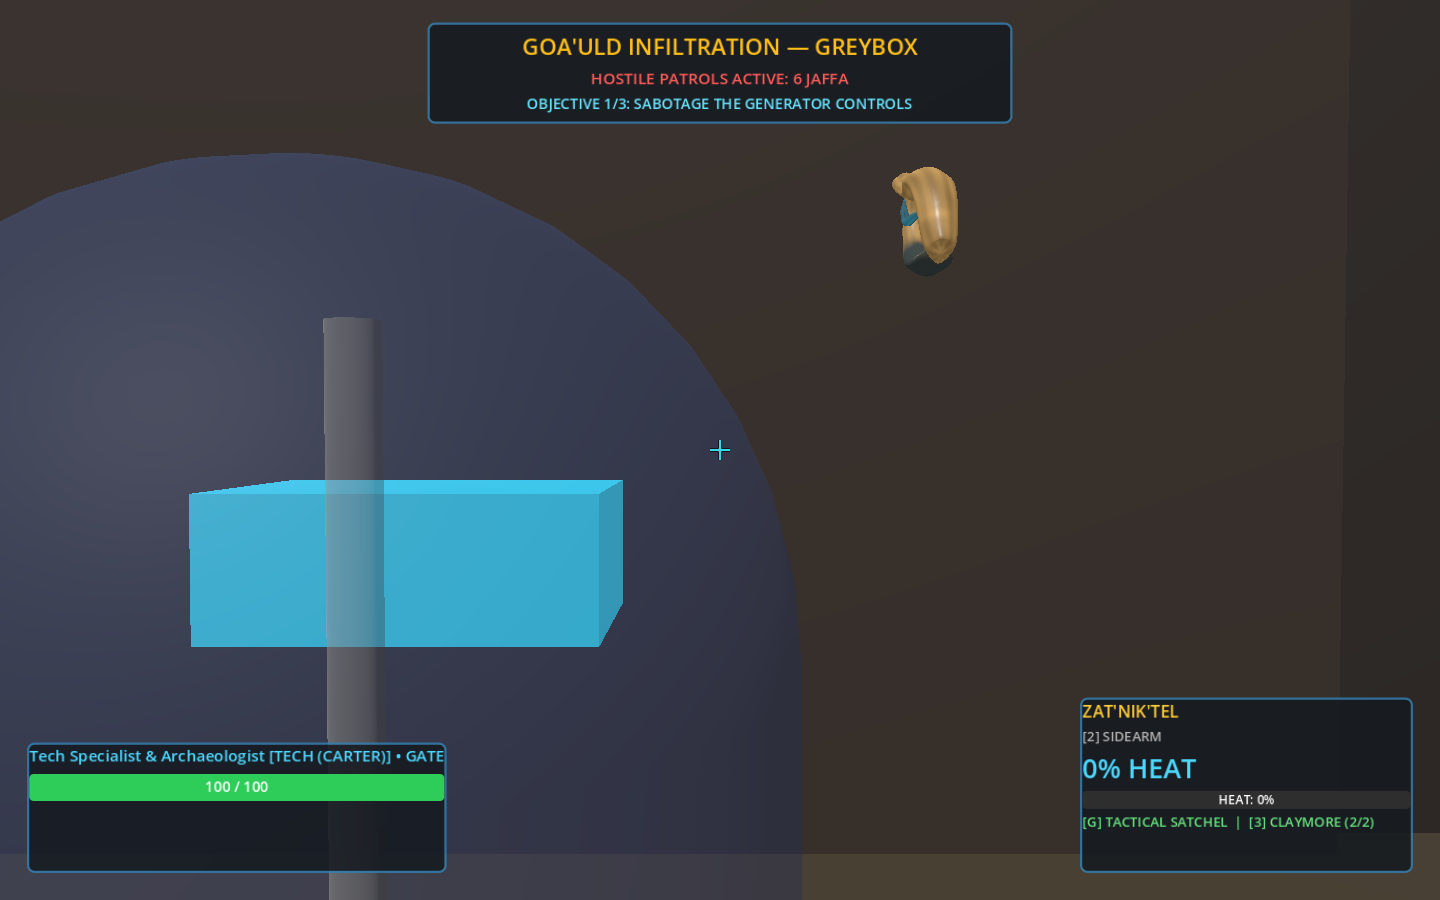 GOA'ULD INFILTRATION — GREYBOX
HOSTILE PATROLS ACTIVE: 6 JAFFA
OBJECTIVE 1/3: SABOTAGE THE GENERATOR CONTROLS
Tech Specialist & Archaeologist [TECH (CARTER)] • GATE
100 / 100
ZAT'NIK'TEL
[2] SIDEARM
0% HEAT
HEAT: 0%
[G] TACTICAL SATCHEL | [3] CLAYMORE (2/2)